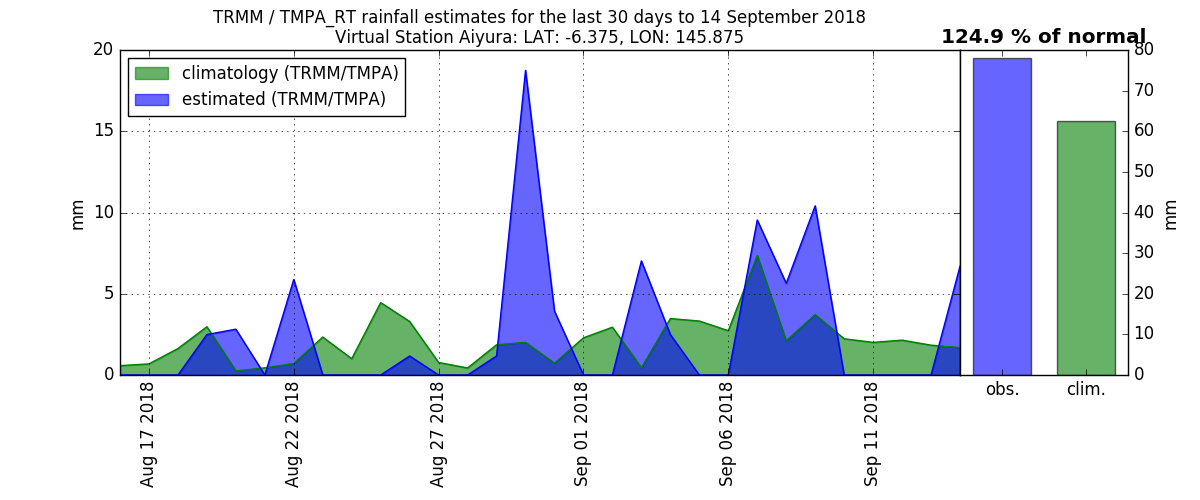 TRMM / TMPA_RT rainfall estimates for the last 30 days to 14 September 2018
Virtual Station Aiyura: LAT: -6.375, LON: 145.875
124.9 % of normal
climatology (TRMM/TMPA)
estimated (TRMM/TMPA)
20
15
10
5
0
mm
80
70
60
50
40
30
20
10
0
mm
Aug 17 2018
Aug 22 2018
Aug 27 2018
Sep 01 2018
Sep 06 2018
Sep 11 2018
obs.
clim.